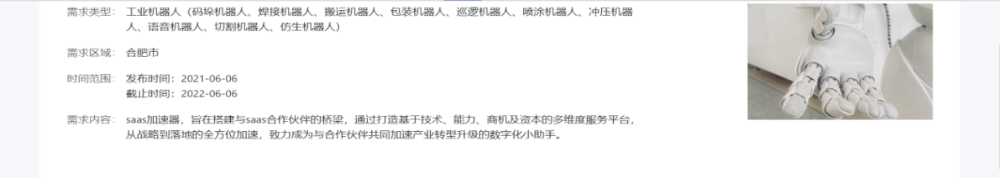 需求类型： 工业机器人（码垛机器人、焊接机器人、搬运机器人、包装机器人、巡逻机器人、喷涂机器人、冲压机器
人、语音机器人、切割机器人、仿生机器人）
需求区域： 合肥市
时间范围： 发布时间：2021-06-06
截止时间：2022-06-06
需求内容： saas加速器，旨在搭建与saas合作伙伴的桥梁，通过打造基于技术、能力、商机及资本的多维度服务平台，
从战略到落地的全方位加速，致力成为与合作伙伴共同加速产业转型升级的数字化小助手。